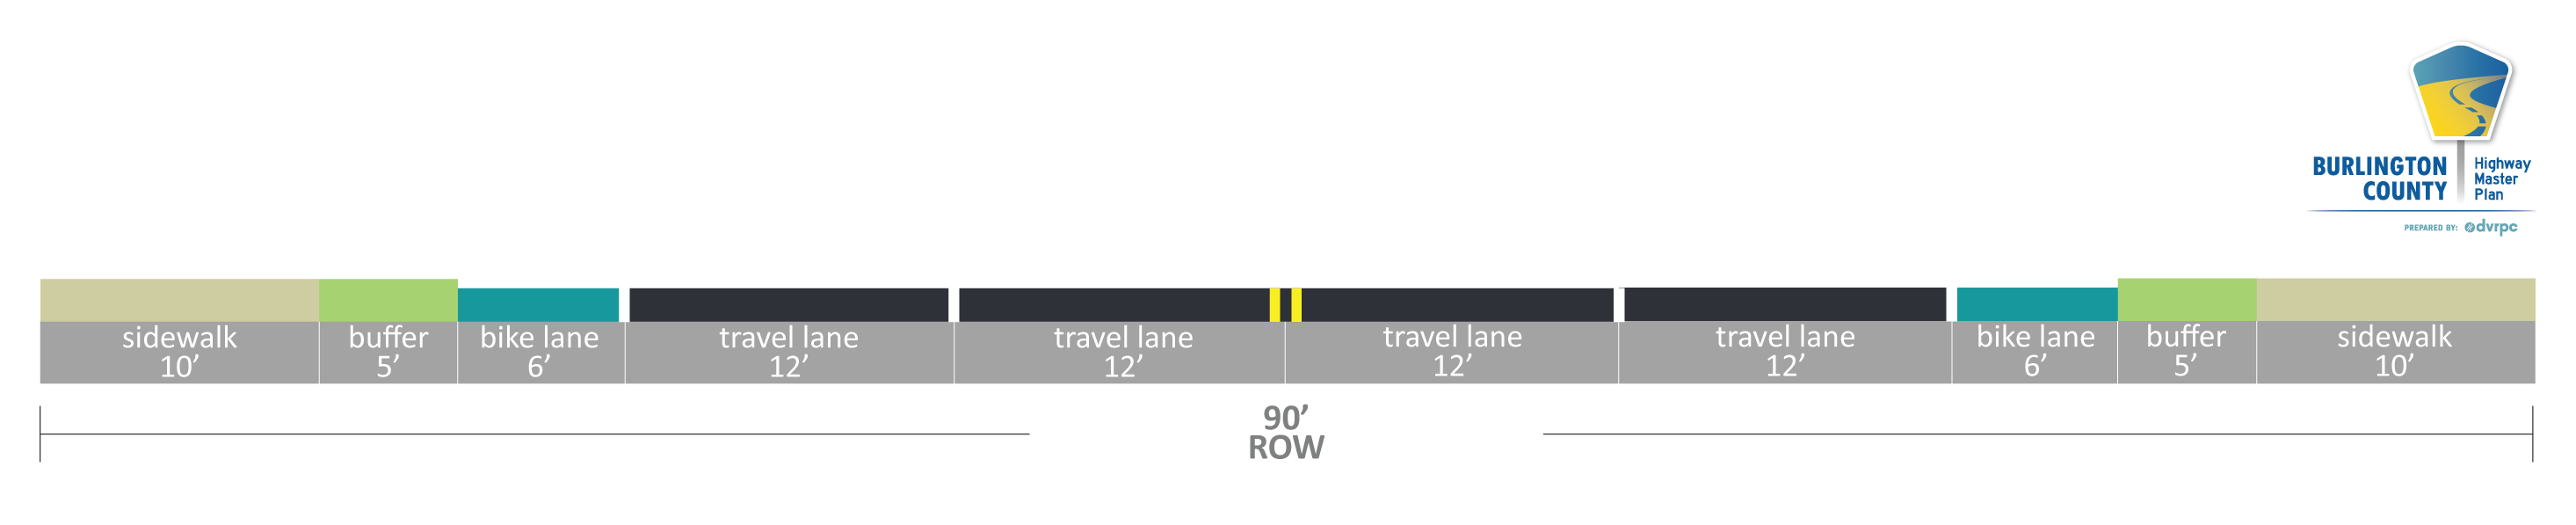 BURLINGTON
COUNTY
Highway
Master
Plan
PREPARED BY: dvrpc
sidewalk
10’
buffer
5’
bike lane
6’
travel lane
12’
travel lane
12’
travel lane
12’
travel lane
12’
bike lane
6’
buffer
5’
sidewalk
10’
90’
ROW